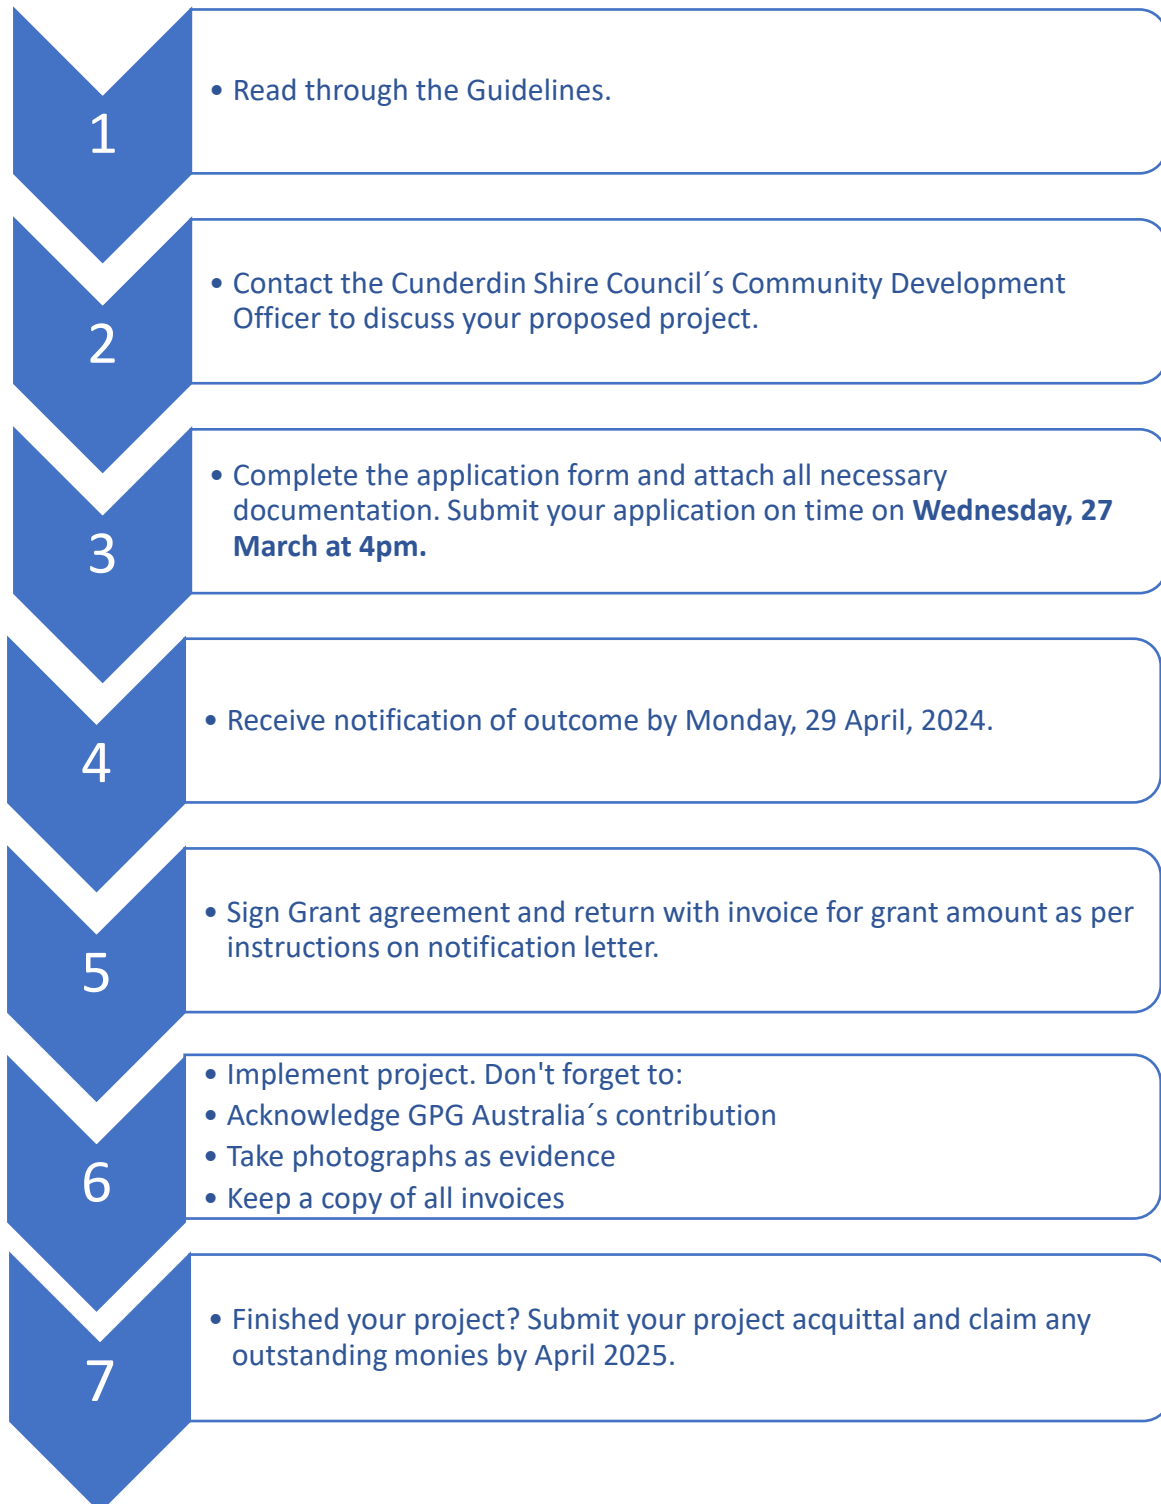 1
• Read through the Guidelines.
2
• Contact the Cunderdin Shire Council´s Community Development
Officer to discuss your proposed project.
3
• Complete the application form and attach all necessary
documentation. Submit your application on time on Wednesday, 27
March at 4pm.
4
• Receive notification of outcome by Monday, 29 April, 2024.
5
• Sign Grant agreement and return with invoice for grant amount as per
instructions on notification letter.
6
• Implement project. Don't forget to:
• Acknowledge GPG Australia´s contribution
• Take photographs as evidence
• Keep a copy of all invoices
7
• Finished your project? Submit your project acquittal and claim any
outstanding monies by April 2025.